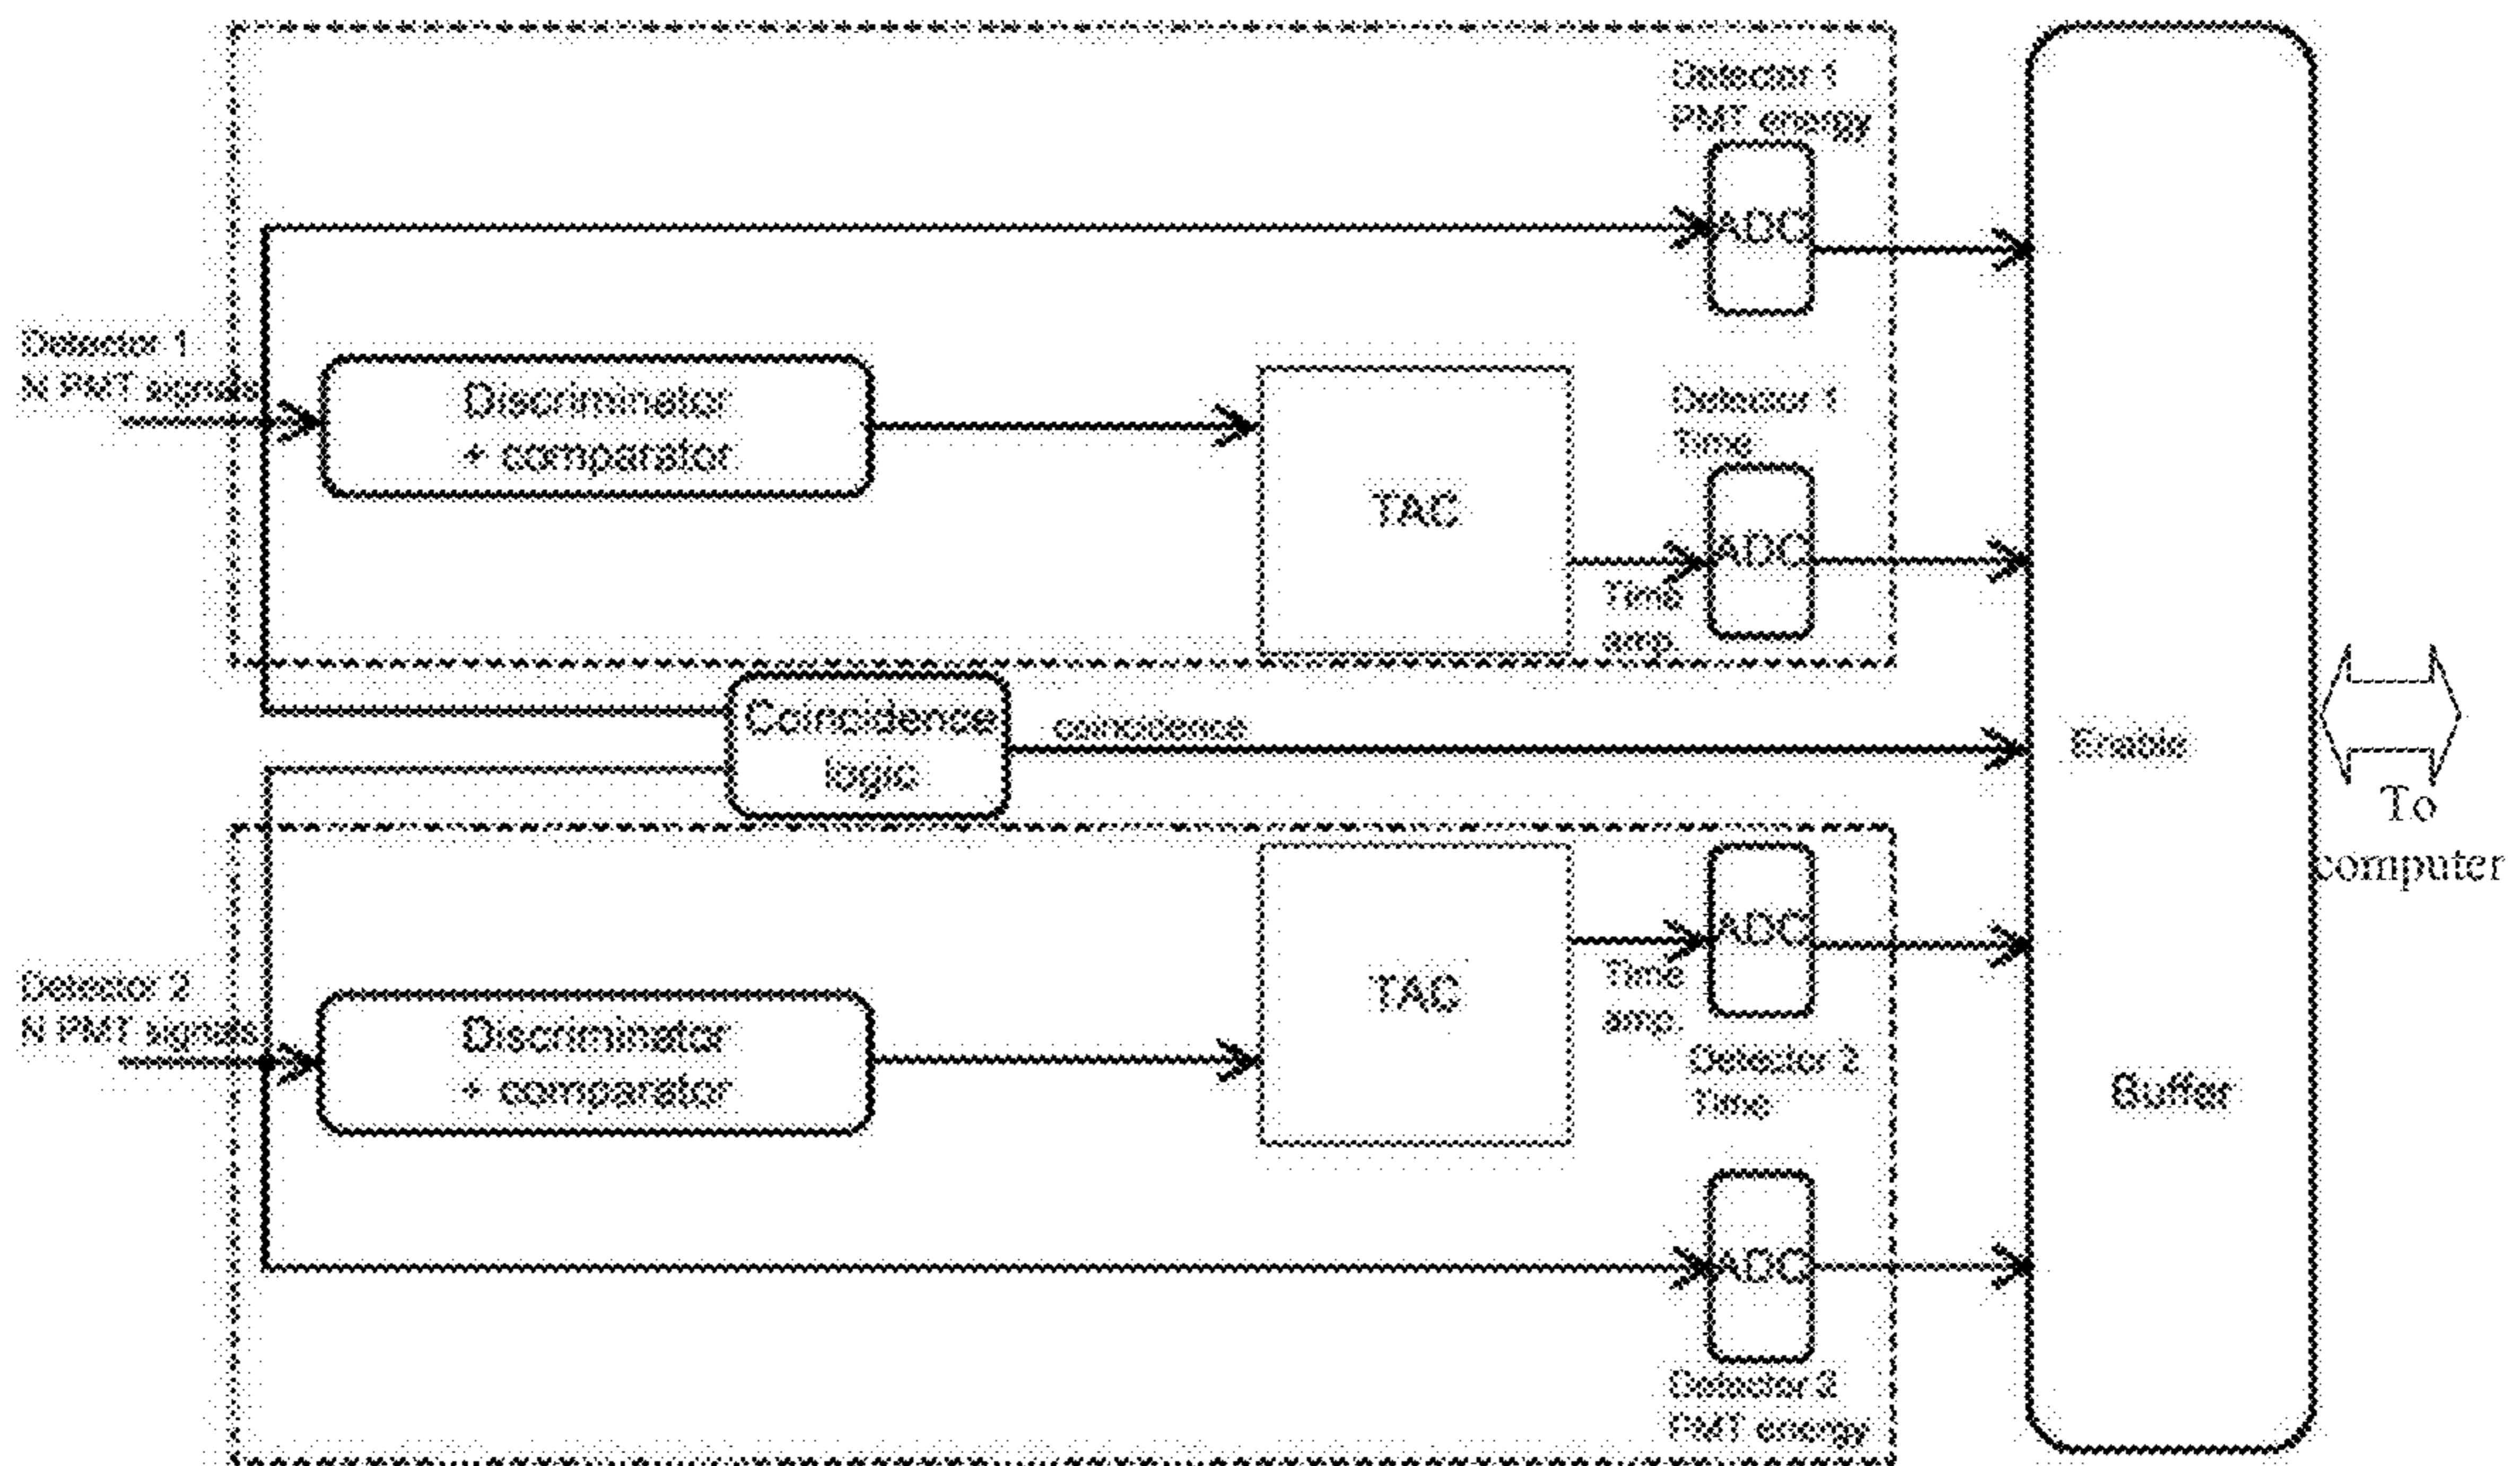 Detector 1
PMT energy
ADC
Detector 1
N PMT signals
Discriminator
+ comparator
TAC
Detector 1
Time
ADC
Time
amp.
Coincidence
logic
coincidence
Enable
To
computer
Detector 2
N PMT signals
Discriminator
+ comparator
TAC
Time
amp.
ADC
Detector 2
Time
Buffer
ADC
Detector 2
PMT energy